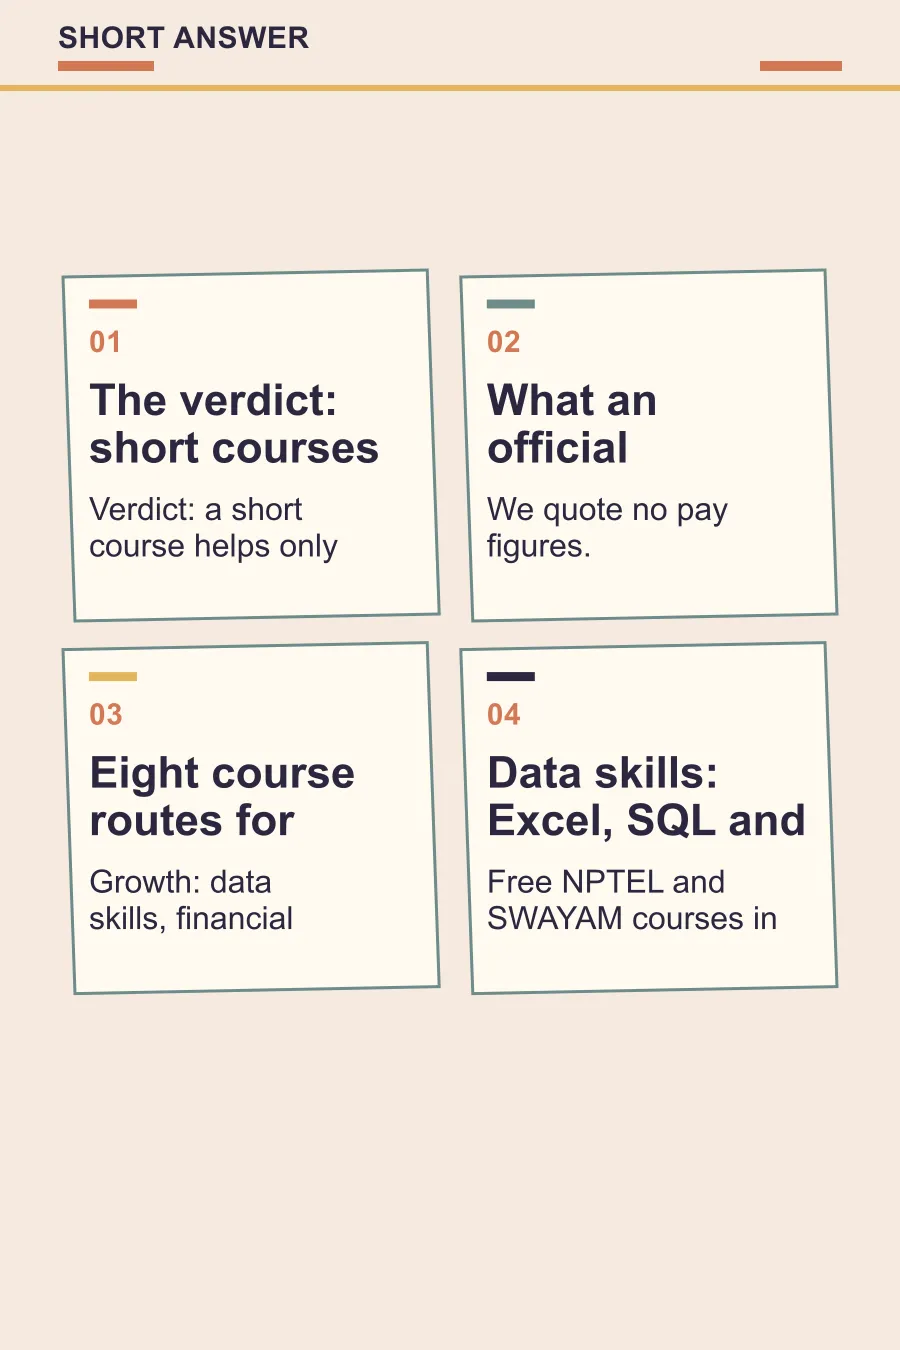 SHORT ANSWER
01
The verdict:
short courses
Verdict: a short
course helps only
02
What an
official
We quote no pay
figures.
03
Eight course
routes for
Growth: data
skills, financial
04
Data skills:
Excel, SQL and
Free NPTEL and
SWAYAM courses in